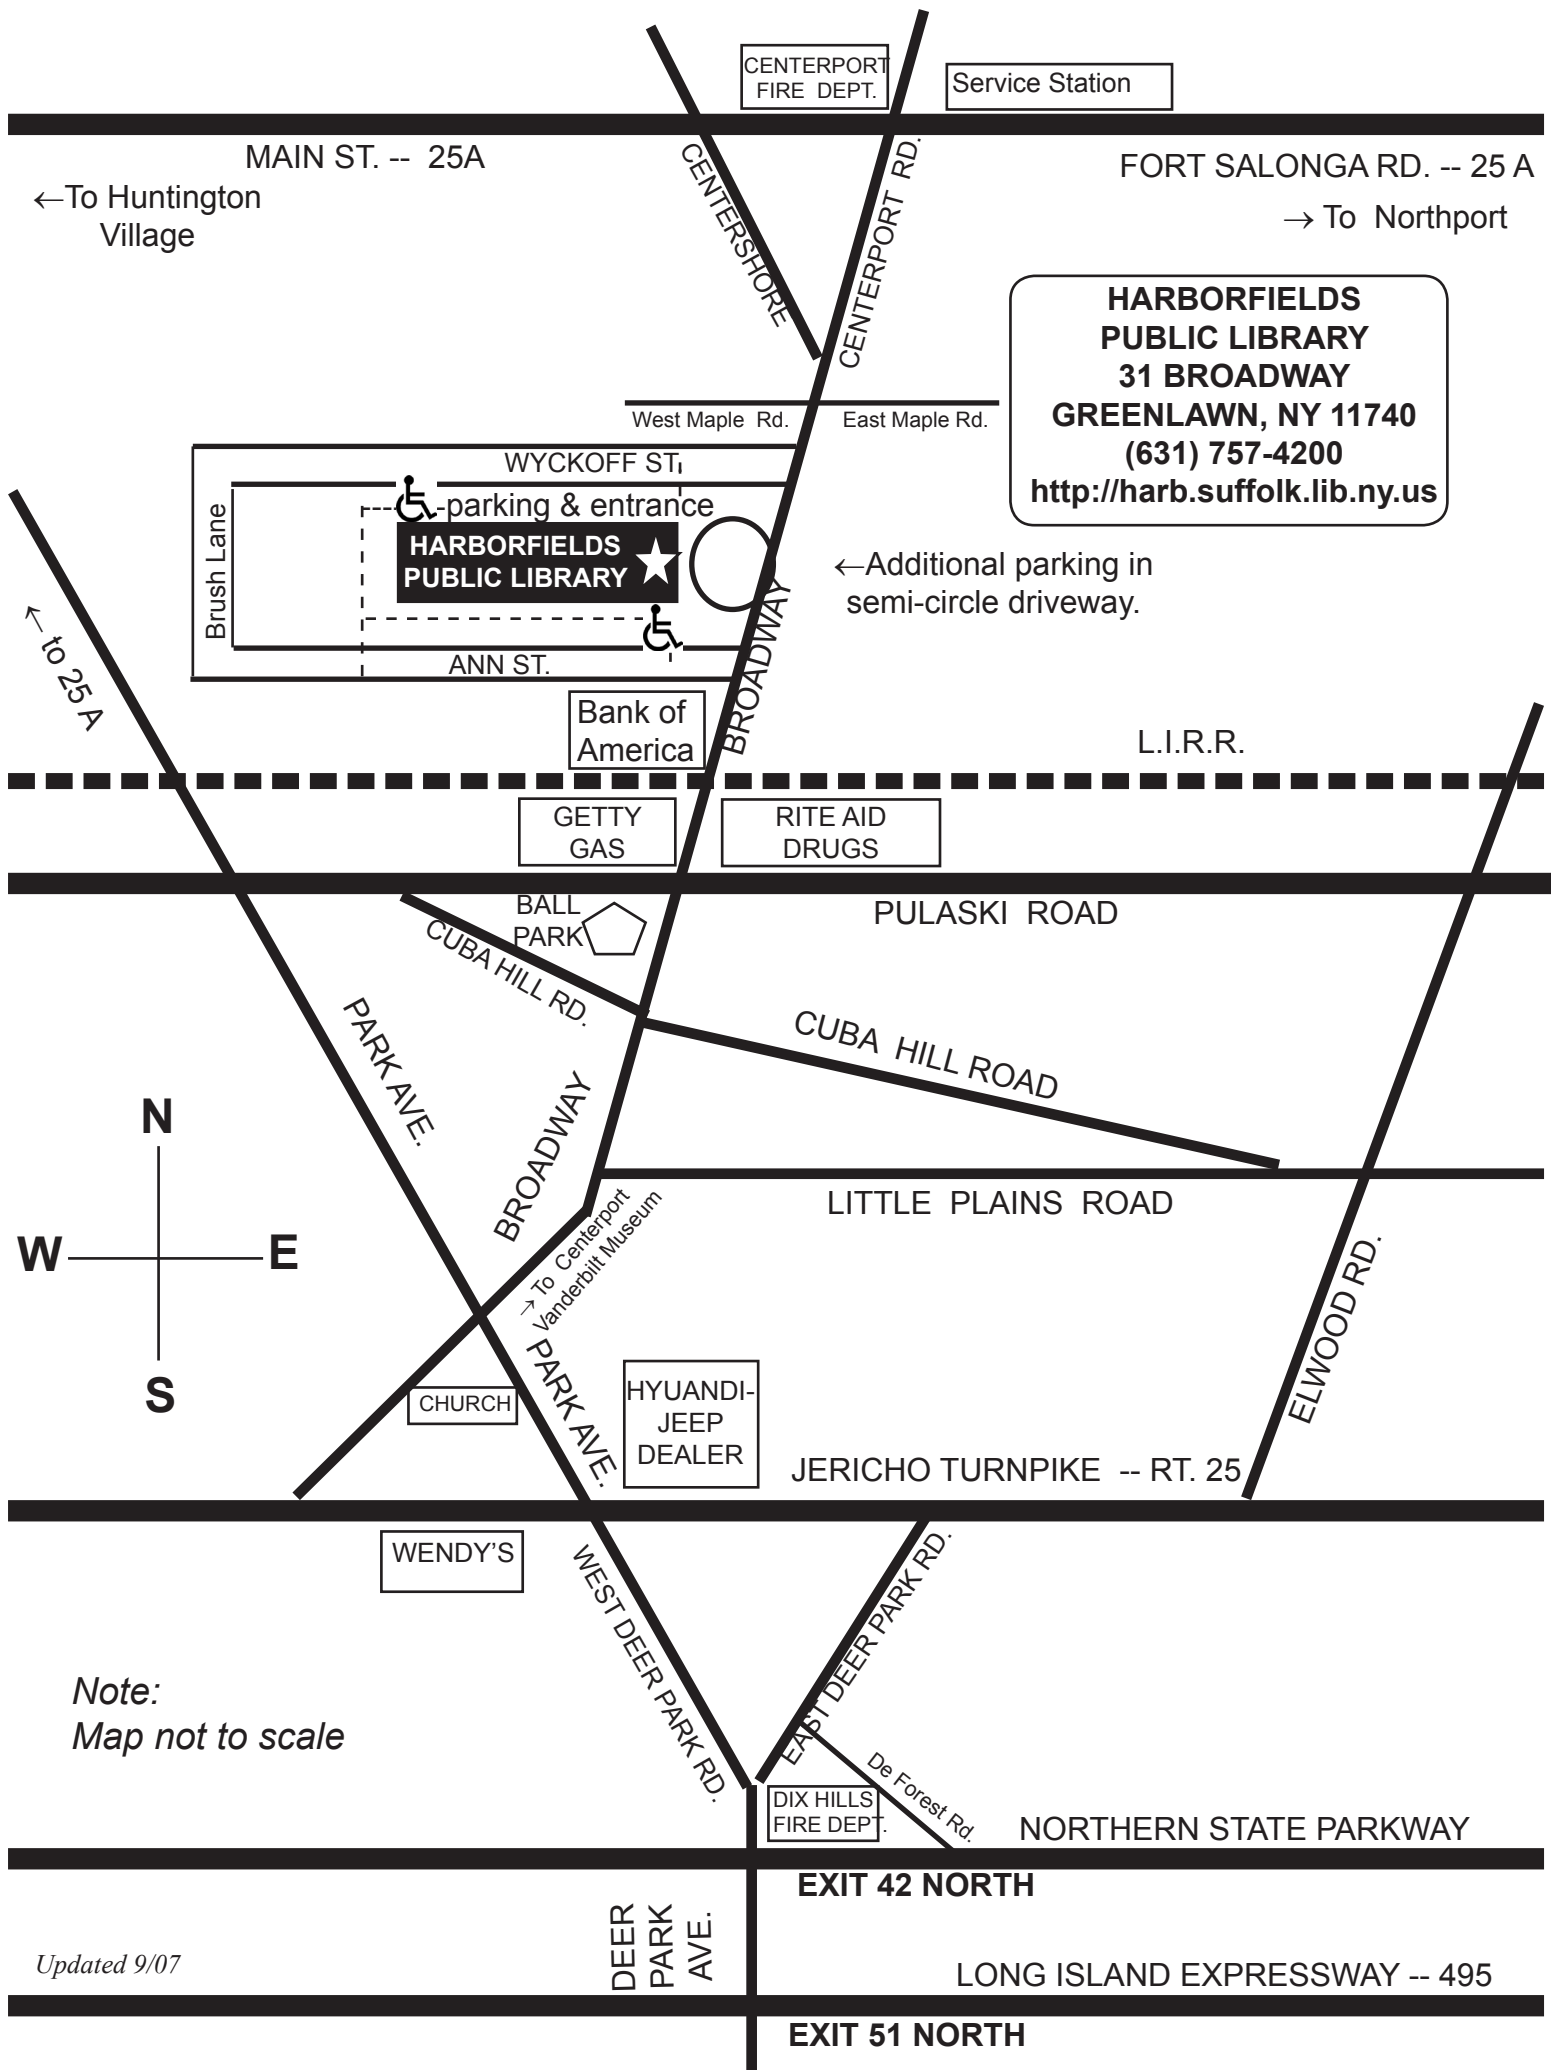 CENTERPORT
FIRE DEPT.
Service Station
MAIN ST. -- 25A
←To Huntington
Village
CENTERSHORE
CENTERPORT RD.
FORT SALONGA RD. -- 25 A
→ To Northport
HARBORFIELDS
PUBLIC LIBRARY
31 BROADWAY
GREENLAWN, NY 11740
(631) 757-4200
http://harb.suffolk.lib.ny.us
West Maple Rd.
East Maple Rd.
WYCKOFF ST.
parking & entrance
Brush Lane
HARBORFIELDS
PUBLIC LIBRARY
←Additional parking in
semi-circle driveway.
ANN ST.
BROADWAY
← to 25 A
Bank of
America
L.I.R.R.
GETTY
GAS
RITE AID
DRUGS
BALL
PARK
PULASKI ROAD
CUBA HILL RD.
CUBA HILL ROAD
PARK AVE.
BROADWAY
N
W
E
S
LITTLE PLAINS ROAD
→ To Centerport
Vanderbilt Museum
ELWOOD RD.
PARK AVE.
CHURCH
HYUANDI-
JEEP
DEALER
JERICHO TURNPIKE -- RT. 25
WENDY'S
WEST DEER PARK RD.
EAST DEER PARK RD.
Note:
Map not to scale
De Forest Rd.
DIX HILLS
FIRE DEPT.
NORTHERN STATE PARKWAY
EXIT 42 NORTH
DEER
PARK
AVE.
Updated 9/07
LONG ISLAND EXPRESSWAY -- 495
EXIT 51 NORTH